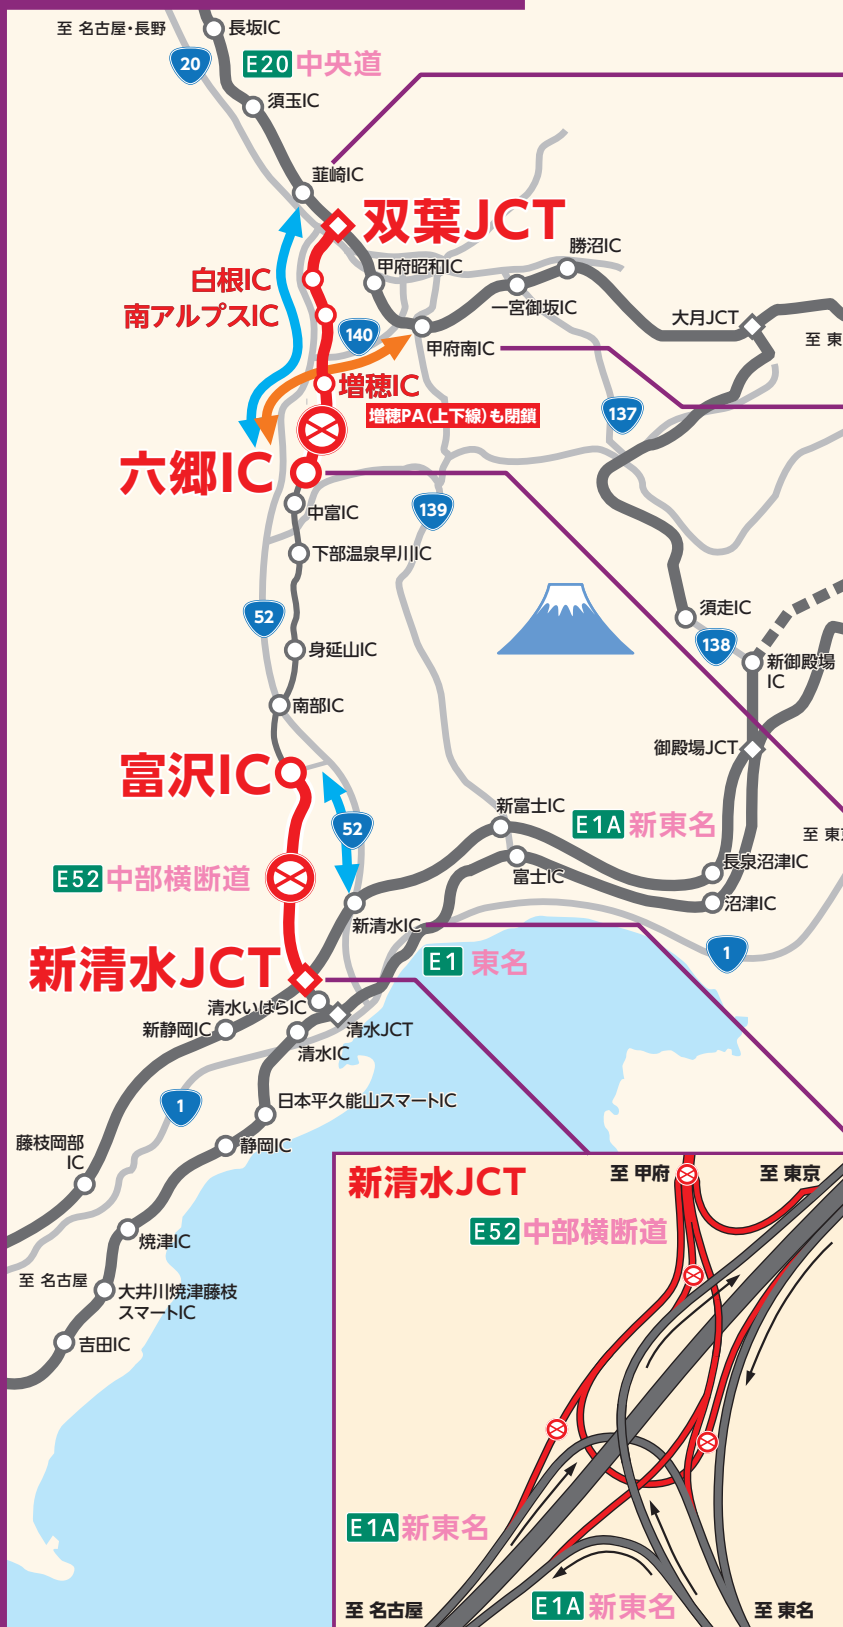 至 名古屋・長野
長坂IC
20
E20 中央道
須玉IC
韮崎IC
双葉JCT
勝沼IC
甲府昭和IC
白根IC
一宮御坂IC
南アルプスIC
大月JCT
140
至 東
甲府南IC
増穂IC
137
増穂PA（上下線）も閉鎖
六郷IC
中富IC
139
下部温泉早川IC
52
須走IC
138
身延山IC
新御殿場
IC
南部IC
御殿場JCT
富沢IC
新富士IC
52
E1A 新東名
至 東京
長泉沼津IC
E52 中部横断道
富士IC
沼津IC
新清水IC
1
E1 東名
新清水JCT
清水いはらIC
新静岡IC
清水JCT
清水IC
1
日本平久能山スマートIC
藤枝岡部
IC
静岡IC
焼津IC
至 名古屋
大井川焼津藤枝
スマートIC
吉田IC
新清水JCT
至 甲府
至 東京
E52 中部横断道
E1A 新東名
E1A 新東名
至 名古屋
至 東名